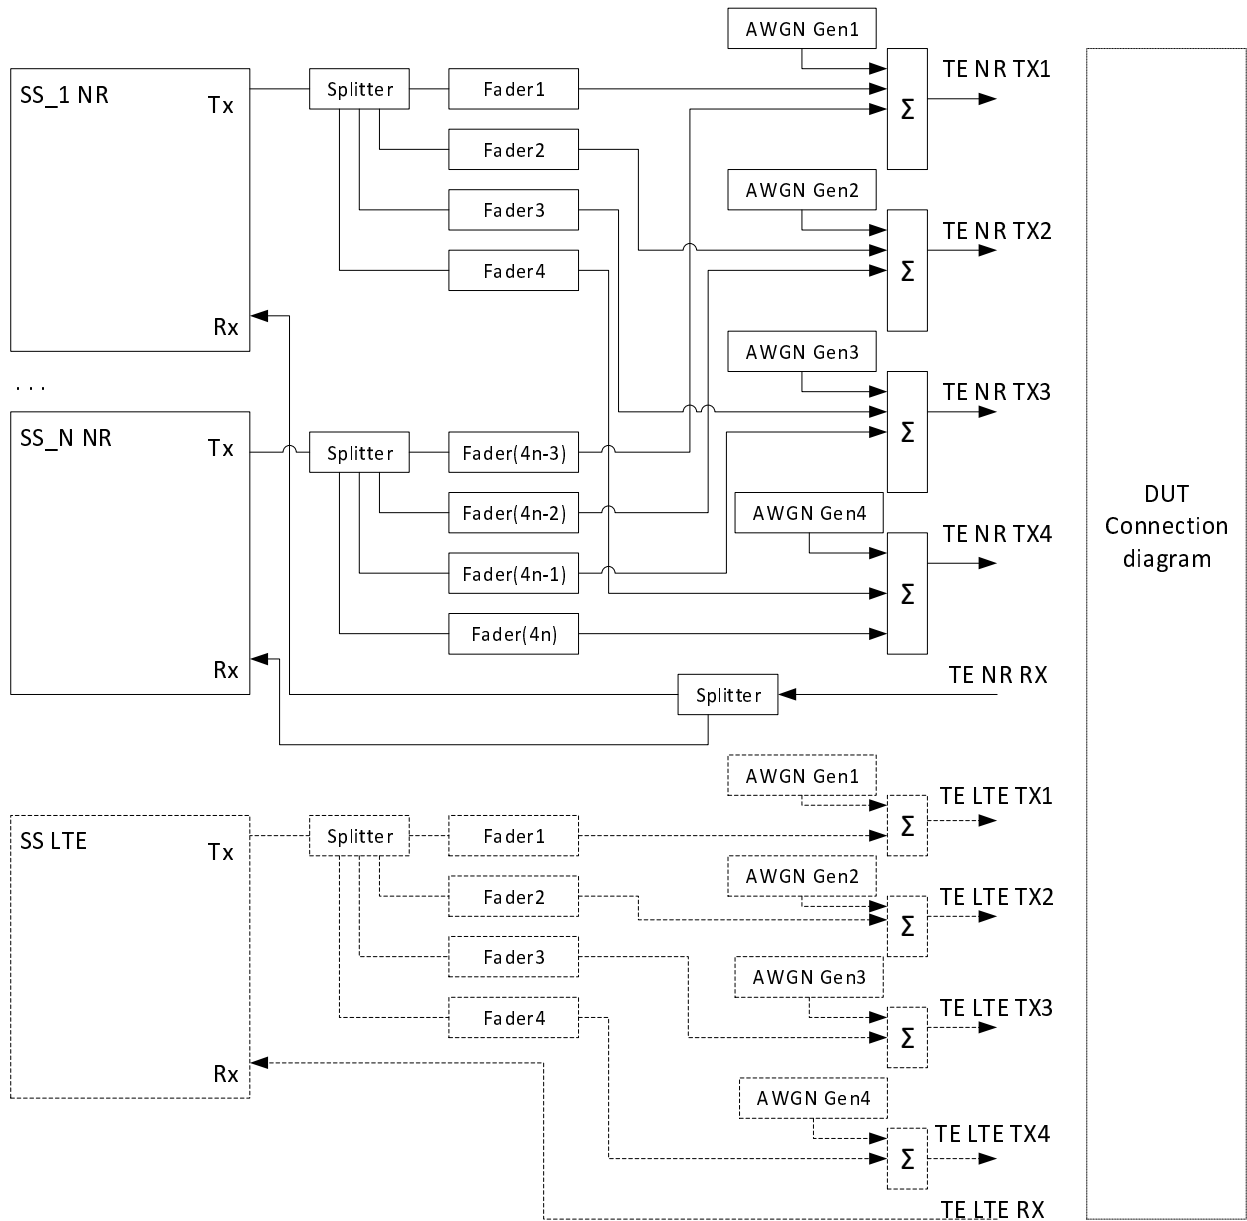 AWGN Gen1
SS_1 NR
Tx
Splitter
Fader1
Σ
TE NR TX1
Fader2
AWGN Gen2
Fader3
TE NR TX2
Fader4
Σ
Rx
AWGN Gen3
. . .
TE NR TX3
SS_N NR
Tx
Splitter
Fader(4n-3)
Σ
Fader(4n-2)
AWGN Gen4
TE NR TX4
Fader(4n-1)
Σ
Fader(4n)
Rx
TE NR RX
Splitter
DUT
Connection
diagram
AWGN Gen1
TE LTE TX1
SS LTE
Tx
Splitter
Fader1
Σ
AWGN Gen2
Fader2
TE LTE TX2
Σ
Fader3
AWGN Gen3
TE LTE TX3
Fader4
Σ
Rx
AWGN Gen4
TE LTE TX4
Σ
TE LTE RX